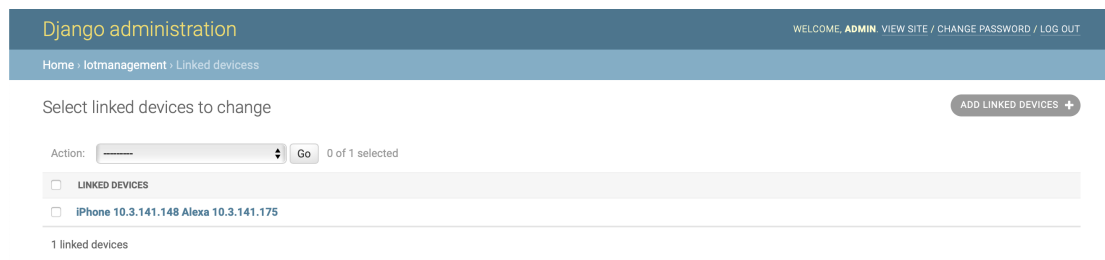 Django administration
WELCOME, ADMIN. VIEW SITE / CHANGE PASSWORD / LOG OUT
Home › Iotmanagement › Linked devicess
Select linked devices to change
ADD LINKED DEVICES +
Action: --------- Go 0 of 1 selected
LINKED DEVICES
iPhone 10.3.141.148 Alexa 10.3.141.175
1 linked devices